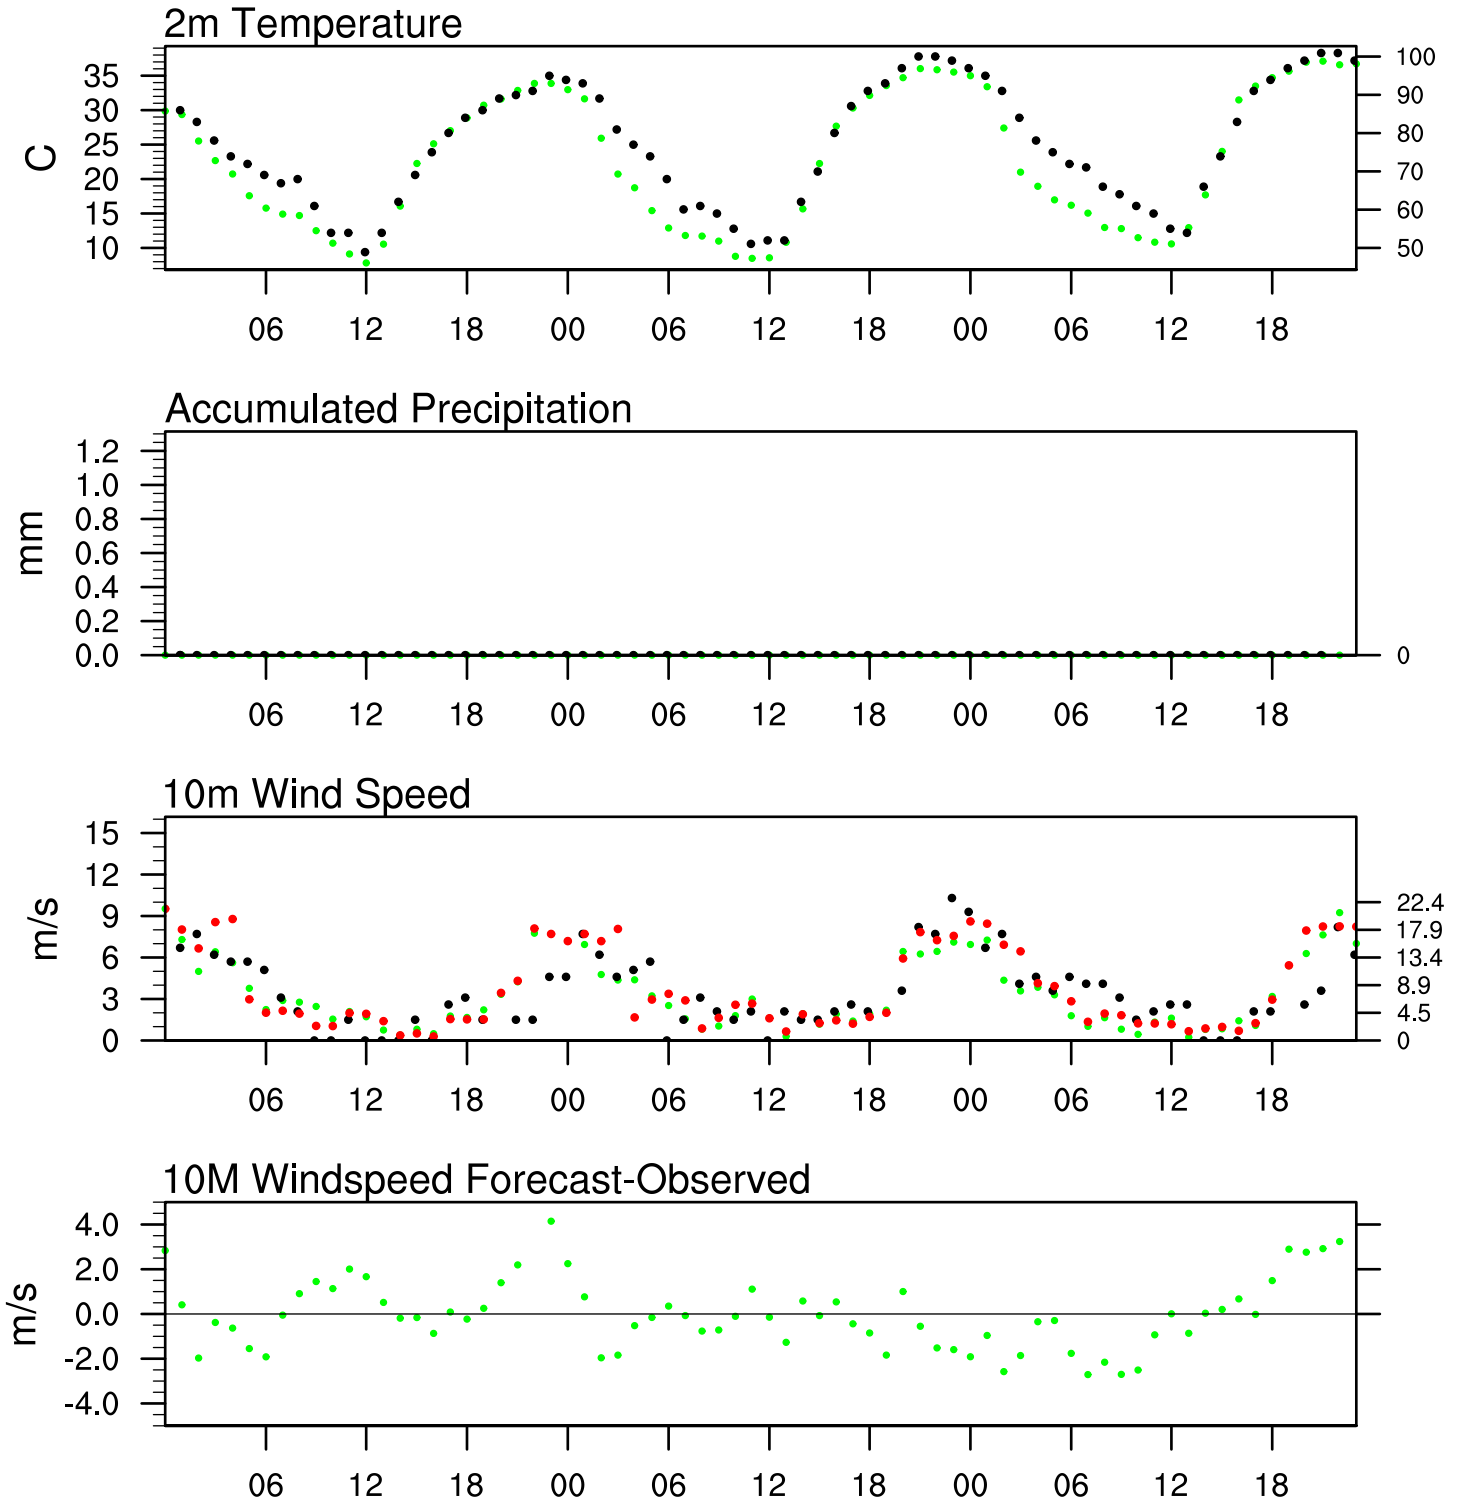 2m Temperature
35 100
30 90
25 80
C
20 70
15 60
10 50
06 12 18 00 06 12 18 00 06 12 18
Accumulated Precipitation
1.2
1.0
0.8
mm
0.6
0.4
0.2
0.0 0
06 12 18 00 06 12 18 00 06 12 18
10m Wind Speed
15
12
9 22.4
17.9
m/s
6 13.4
8.9
3
4.5
0 0
06 12 18 00 06 12 18 00 06 12 18
10M Windspeed Forecast-Observed
4.0
2.0
m/s
0.0
-2.0
-4.0
06 12 18 00 06 12 18 00 06 12 18